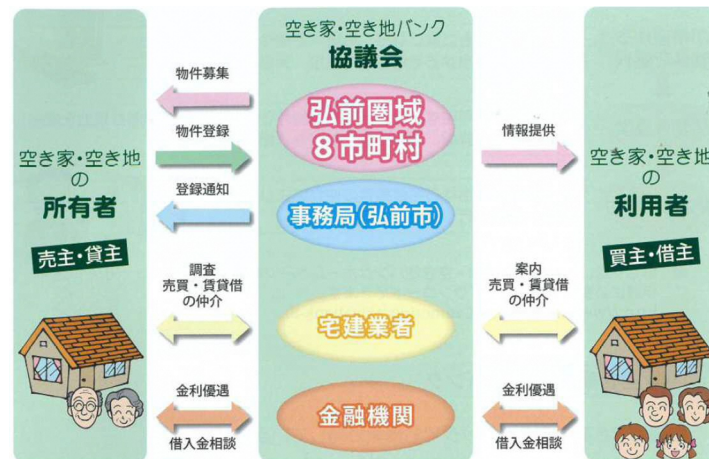 空き家・空き地
の
所有者
売主・貸主
物件募集
物件登録
登録通知
調査
売買・賃貸借
の仲介
金利優遇
借入金相談
空き家・空き地バンク
協議会
弘前圏域
8市町村
事務局(弘前市)
宅建業者
金融機関
情報提供
案内
売買・賃貸借
の仲介
金利優遇
借入金相談
空き家・空き地
の
利用者
買主・借主